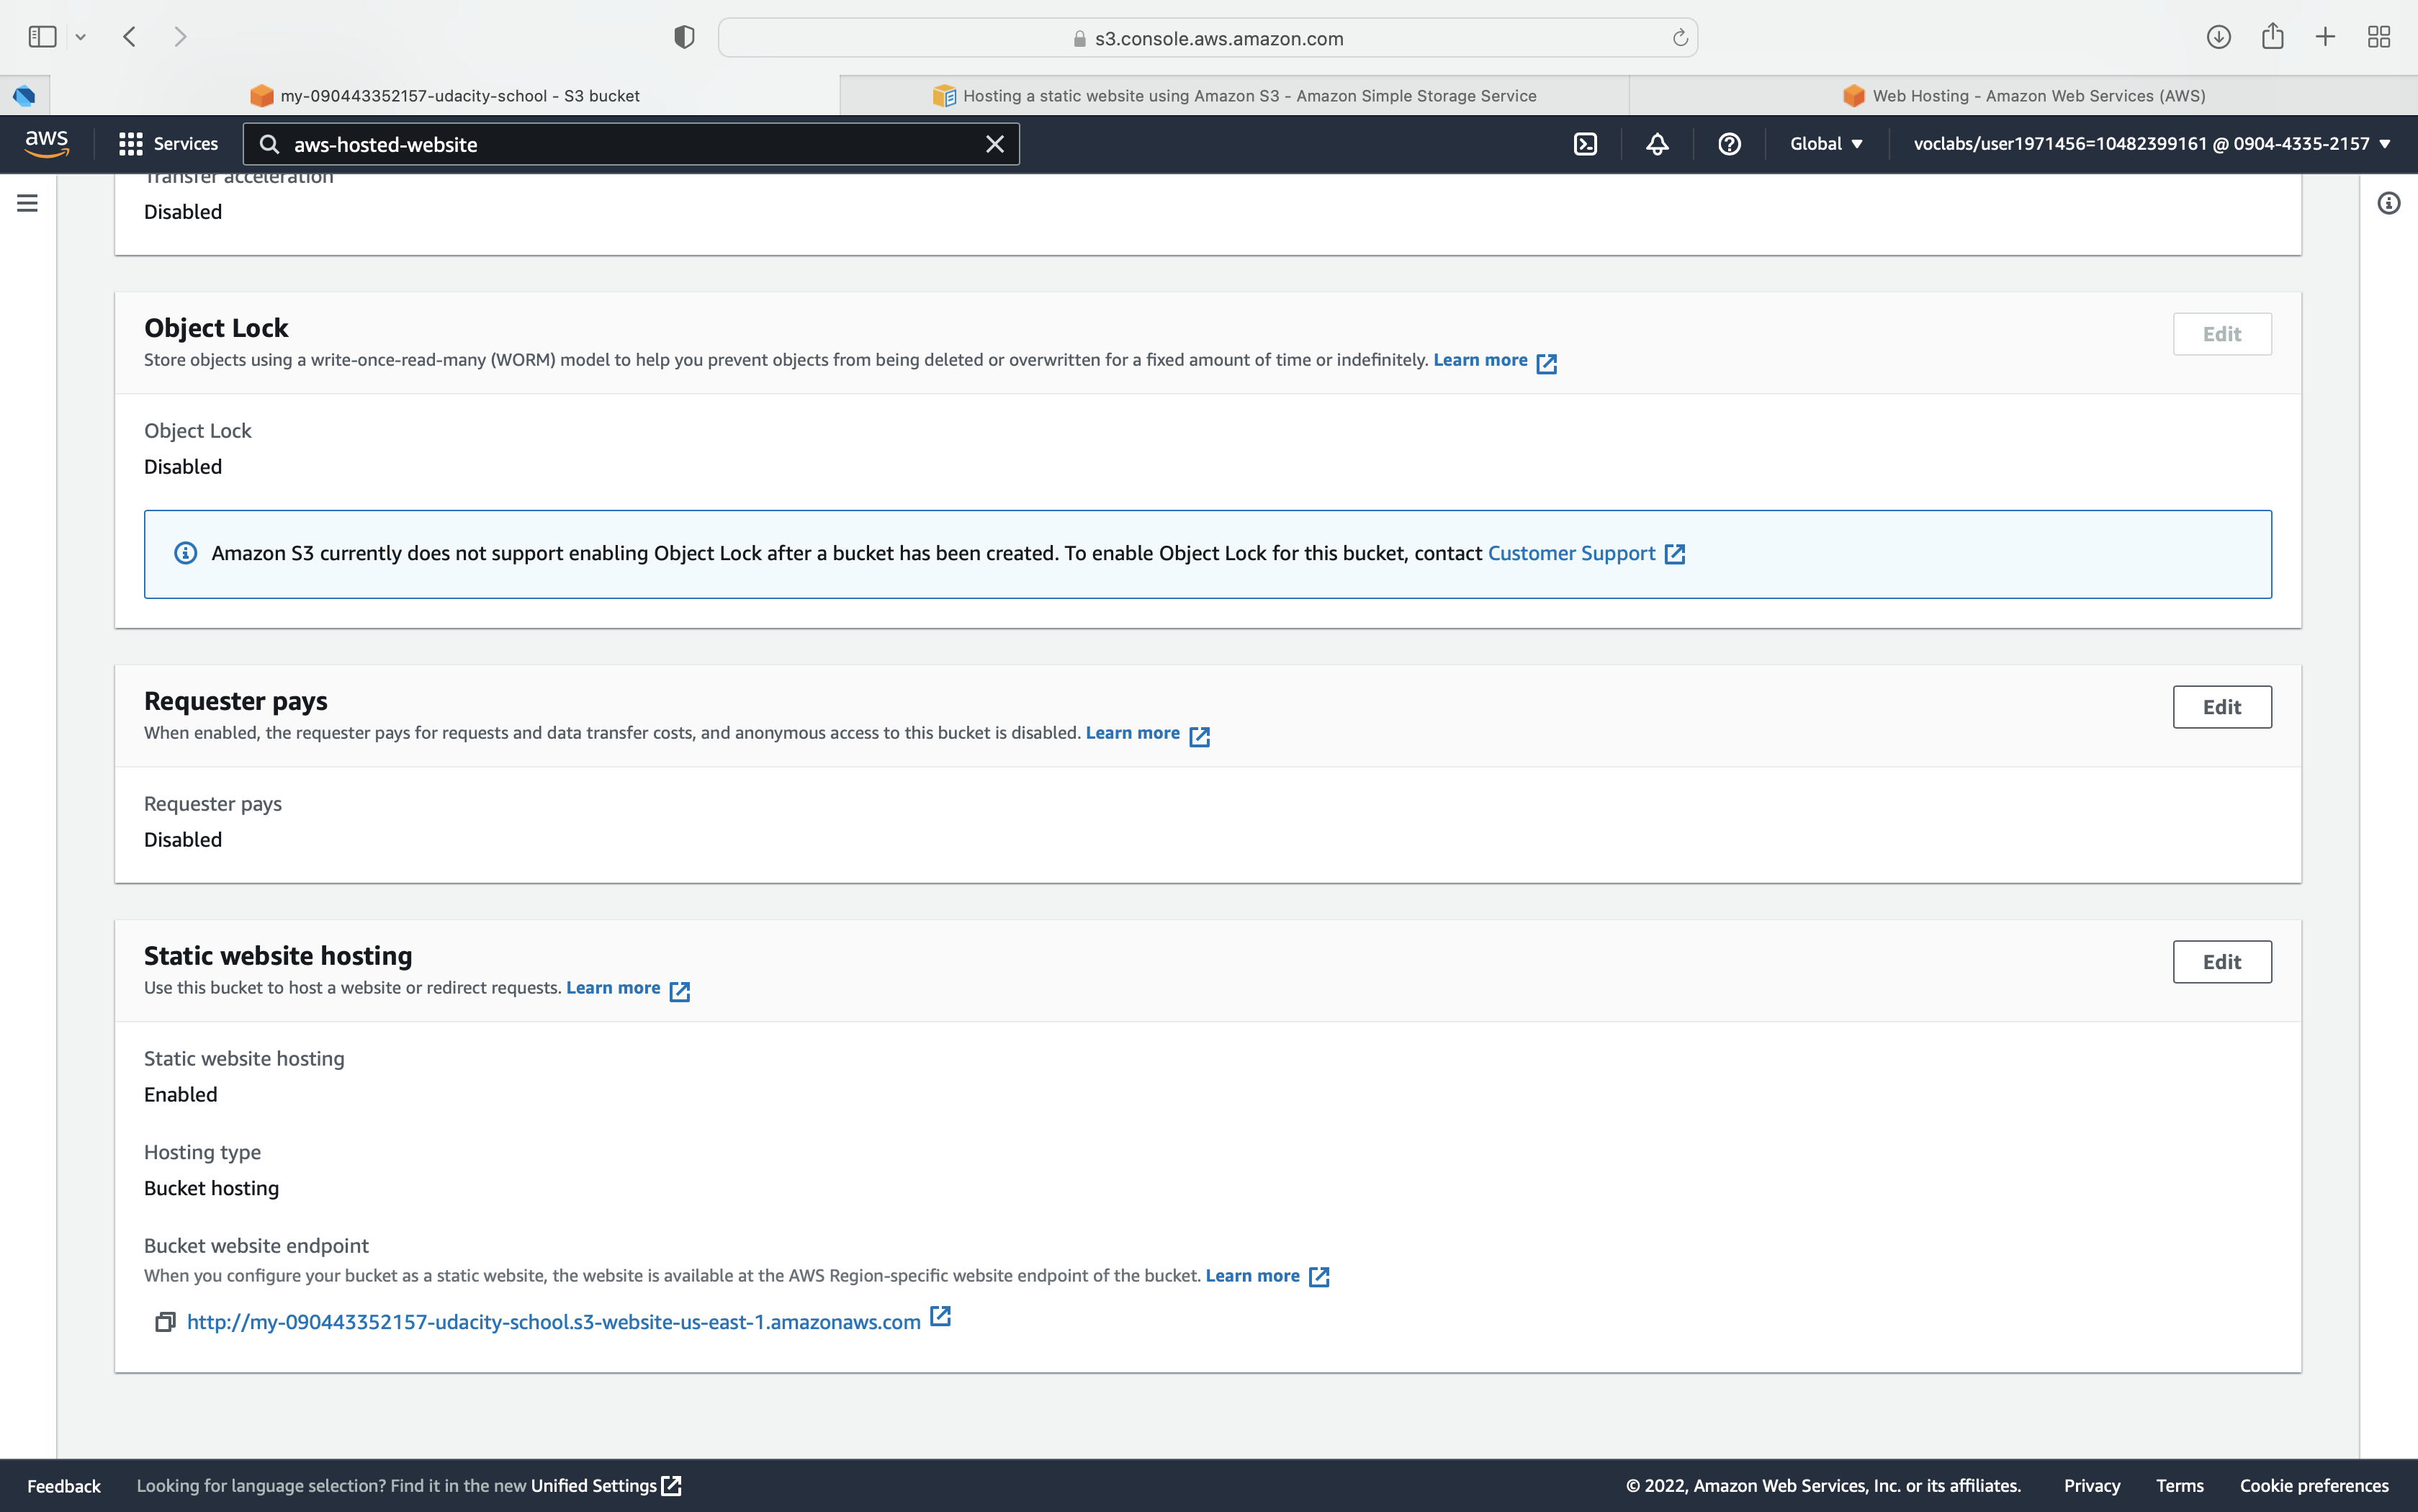 s3.console.aws.amazon.com
my-090443352157-udacity-school - S3 bucket
Hosting a static website using Amazon S3 - Amazon Simple Storage Service
Web Hosting - Amazon Web Services (AWS)
aws
Services
aws-hosted-website
Global
voclabs/user1971456=10482399161 @ 0904-4335-2157
Transfer acceleration
Disabled
Object Lock
Edit
Store objects using a write-once-read-many (WORM) model to help you prevent objects from being deleted or overwritten for a fixed amount of time or indefinitely. Learn more
Object Lock
Disabled
Amazon S3 currently does not support enabling Object Lock after a bucket has been created. To enable Object Lock for this bucket, contact Customer Support
Requester pays
Edit
When enabled, the requester pays for requests and data transfer costs, and anonymous access to this bucket is disabled. Learn more
Requester pays
Disabled
Static website hosting
Edit
Use this bucket to host a website or redirect requests. Learn more
Static website hosting
Enabled
Hosting type
Bucket hosting
Bucket website endpoint
When you configure your bucket as a static website, the website is available at the AWS Region-specific website endpoint of the bucket. Learn more
http://my-090443352157-udacity-school.s3-website-us-east-1.amazonaws.com
Feedback
Looking for language selection? Find it in the new Unified Settings
© 2022, Amazon Web Services, Inc. or its affiliates.
Privacy
Terms
Cookie preferences